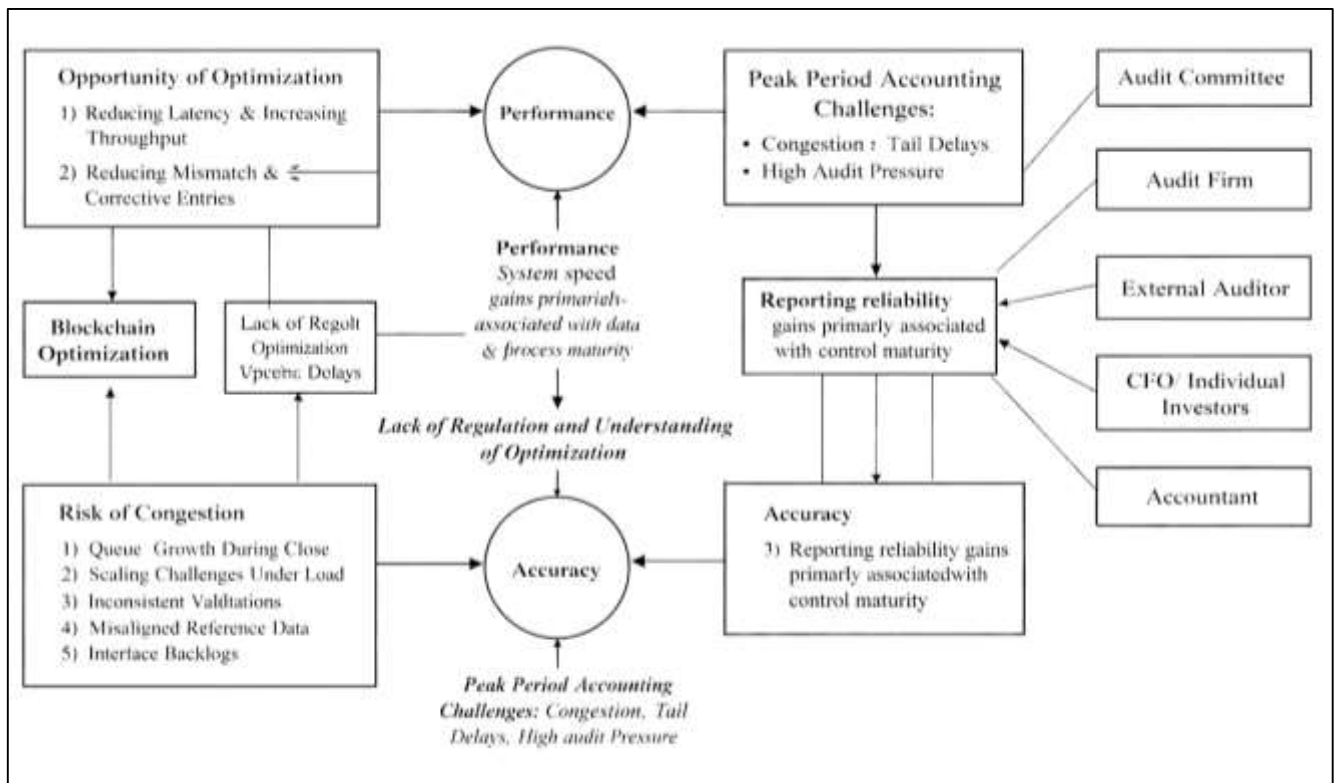 Opportunity of Optimization
1) Reducing Latency & Increasing
Throughput
2) Reducing Mismatch &
Corrective Entries
Performance
Peak Period Accounting
Challenges:
• Congestion : Tail Delays
• High Audit Pressure
Audit Committee
Audit Firm
External Auditor
CFO/ Individual
Investors
Accountant
Blockchain
Optimization
Lack of Regolt
Optimization
Delays
Performance
System speed
gains primarieh-
associated with data
& process maturity
Reporting reliability
gains primarly associated
with control maturity
Lack of Regulation and Understanding
of Optimization
Risk of Congestion
1) Queue Growth During Close
2) Scaling Challenges Under Load
3) Inconsistent Valdtations
4) Misaligned Reference Data
5) Interface Backlogs
Accuracy
Accuracy
3) Reporting reliability gains
primarly associatedwith
control maturity
Peak Period Accounting
Challenges: Congestion, Tail
Delays, High audit Pressure